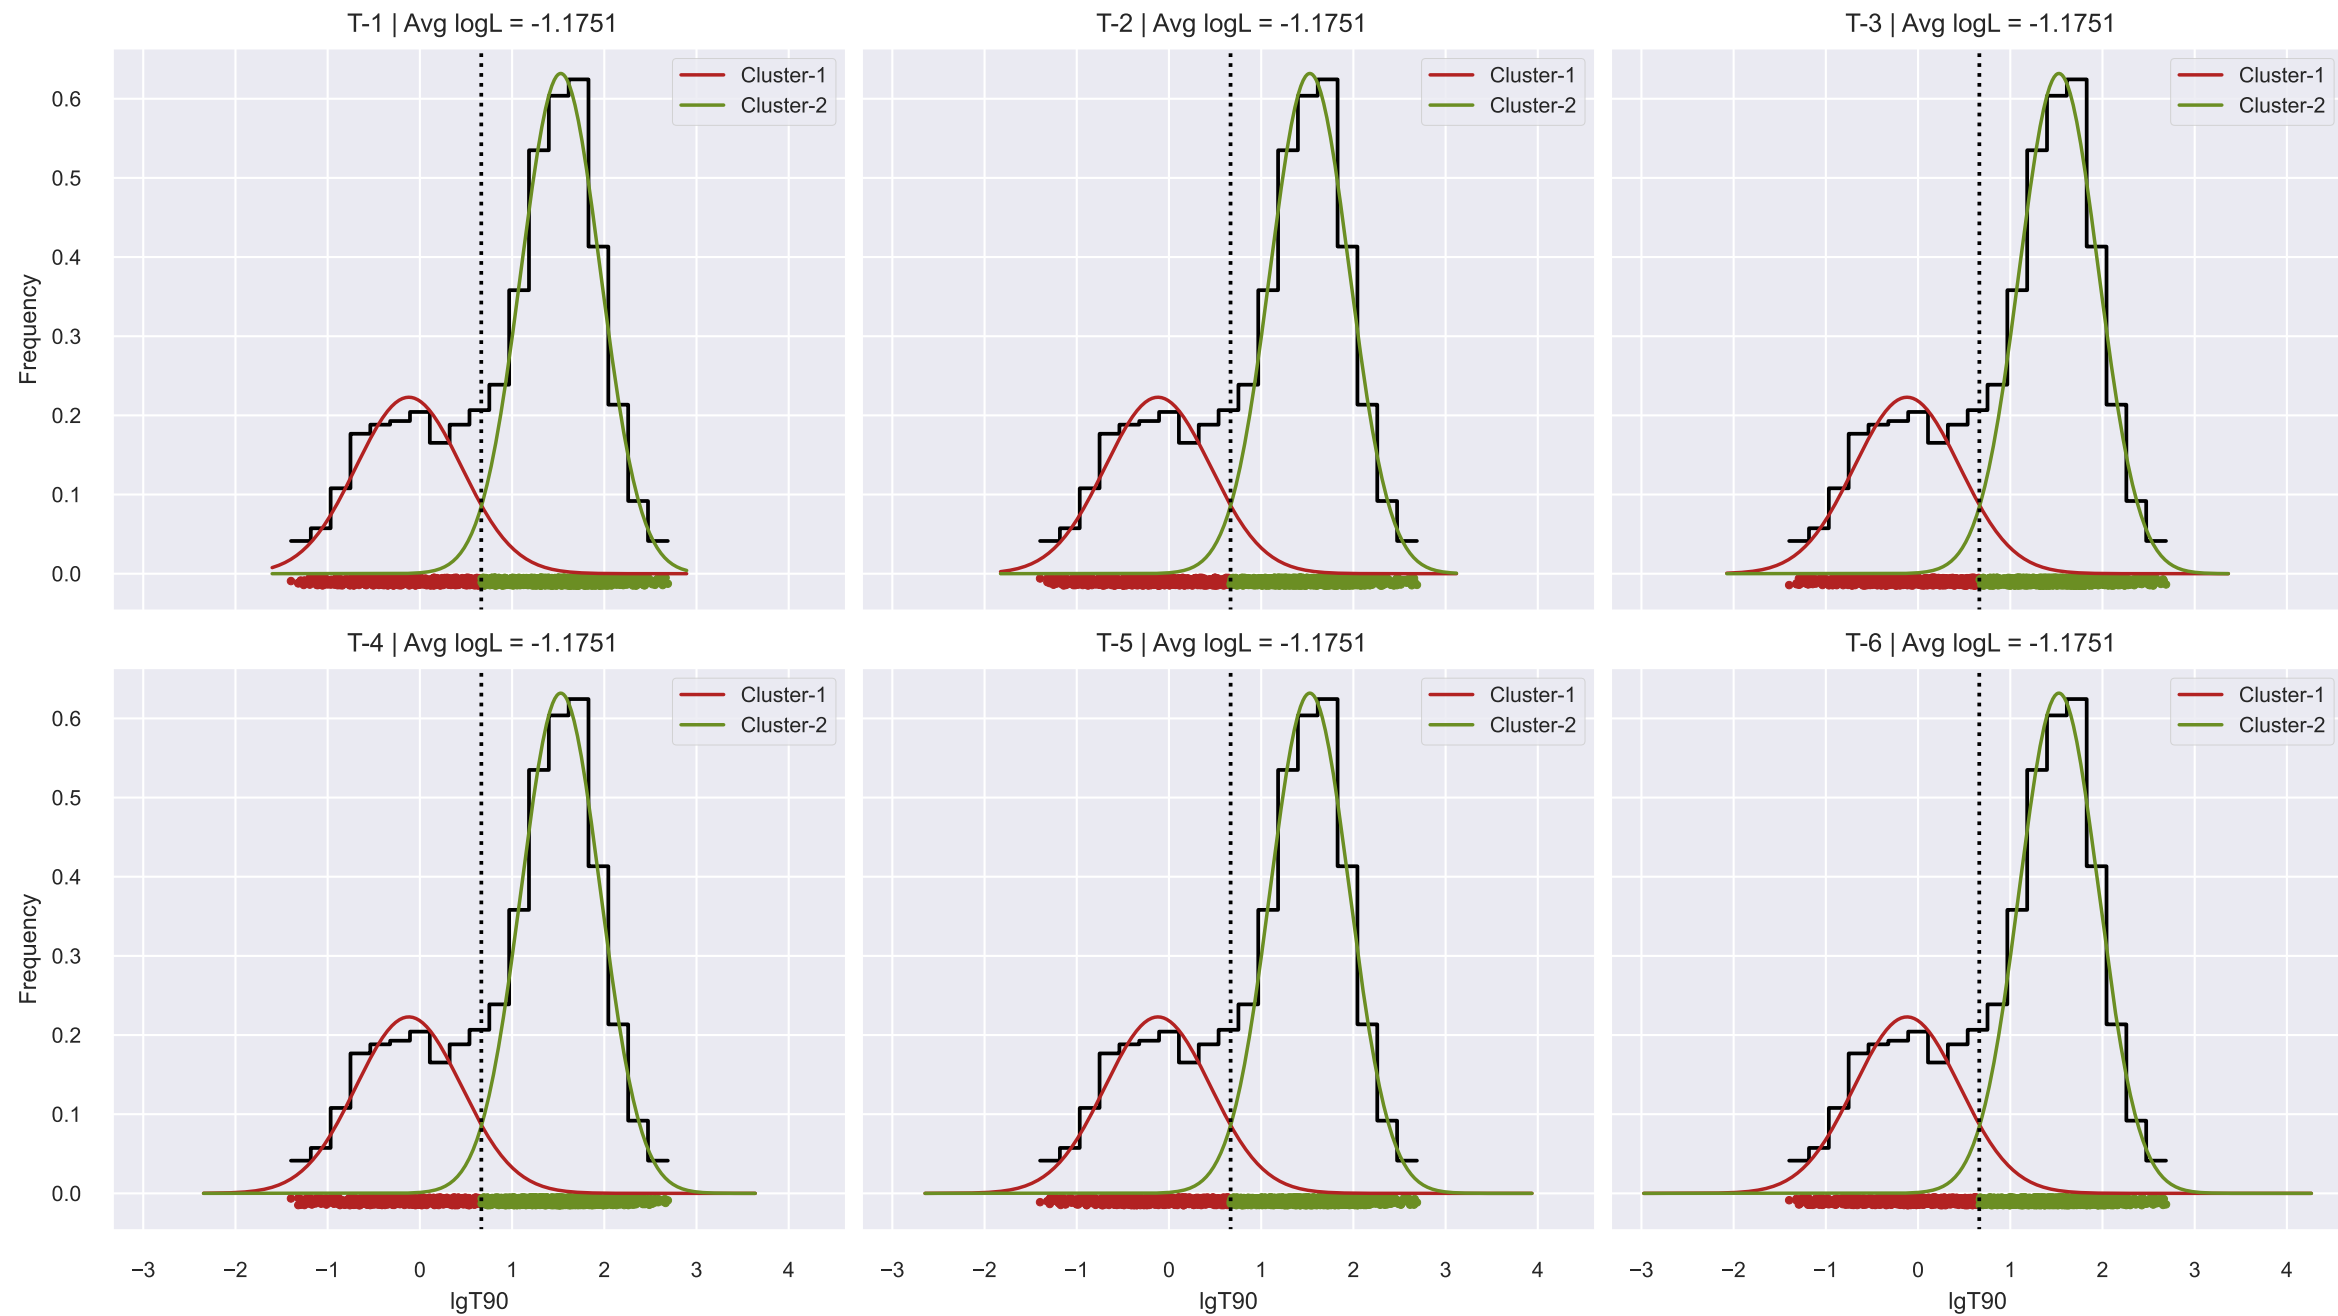 T-1 | Avg logL = -1.1751
T-2 | Avg logL = -1.1751
T-3 | Avg logL = -1.1751
Cluster-1
Cluster-2
Cluster-1
Cluster-2
Cluster-1
Cluster-2
Frequency
0.6
0.5
0.4
0.3
0.2
0.1
0.0
T-4 | Avg logL = -1.1751
T-5 | Avg logL = -1.1751
T-6 | Avg logL = -1.1751
Cluster-1
Cluster-2
Cluster-1
Cluster-2
Cluster-1
Cluster-2
Frequency
0.6
0.5
0.4
0.3
0.2
0.1
0.0
−3 −2 −1 0 1 2 3 4
−3 −2 −1 0 1 2 3 4
−3 −2 −1 0 1 2 3 4
lgT90
lgT90
lgT90